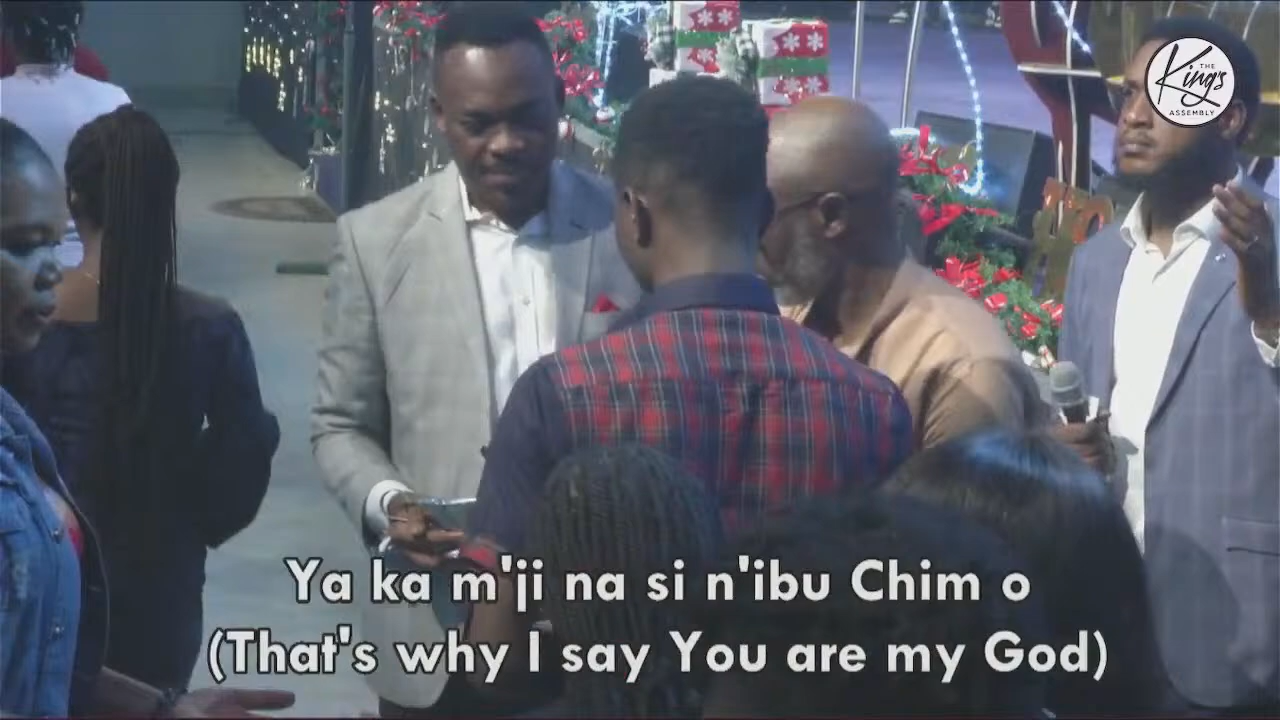 THE
King's
ASSEMBLY
Ya ka m'ji na si n'ibu Chim o
(That's why I say You are my God)